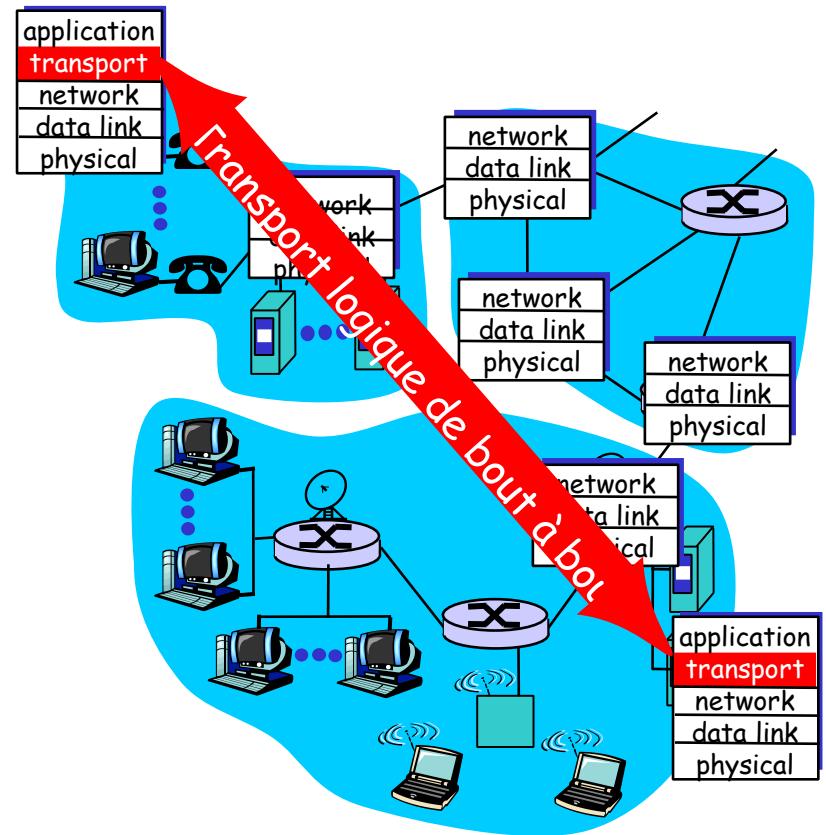 application
transport
network
data link
physical
network
data link
physical
network
data link
physical
network
data link
physical
Transport logique de bout à
application
transport
network
data link
physical